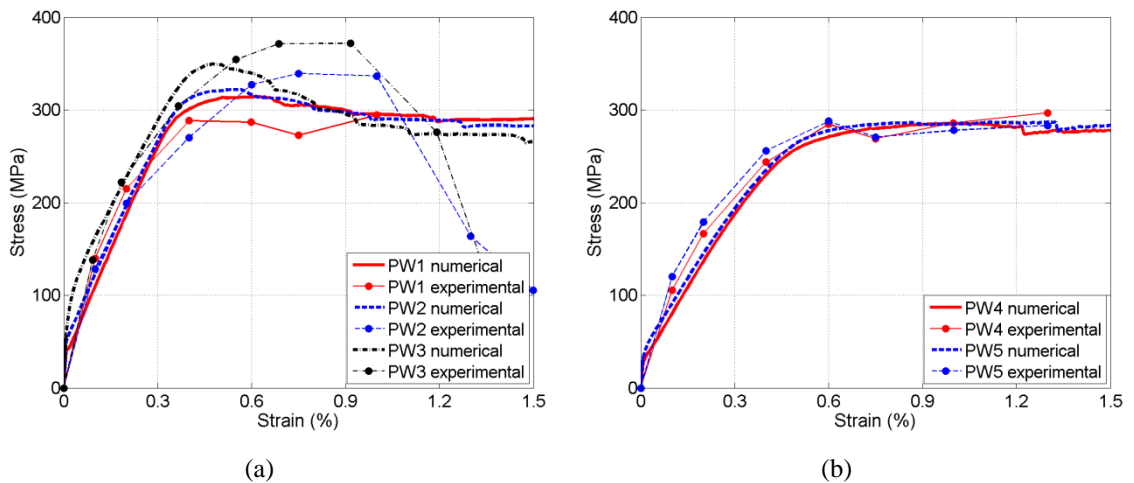 400
300
200
100
0
Stress (MPa)
0 0.3 0.6 0.9 1.2 1.5
Strain (%)
PW1 numerical
PW1 experimental
PW2 numerical
PW2 experimental
PW3 numerical
PW3 experimental
(a)
400
300
200
100
0
Stress (MPa)
0 0.3 0.6 0.9 1.2 1.5
Strain (%)
PW4 numerical
PW4 experimental
PW5 numerical
PW5 experimental
(b)